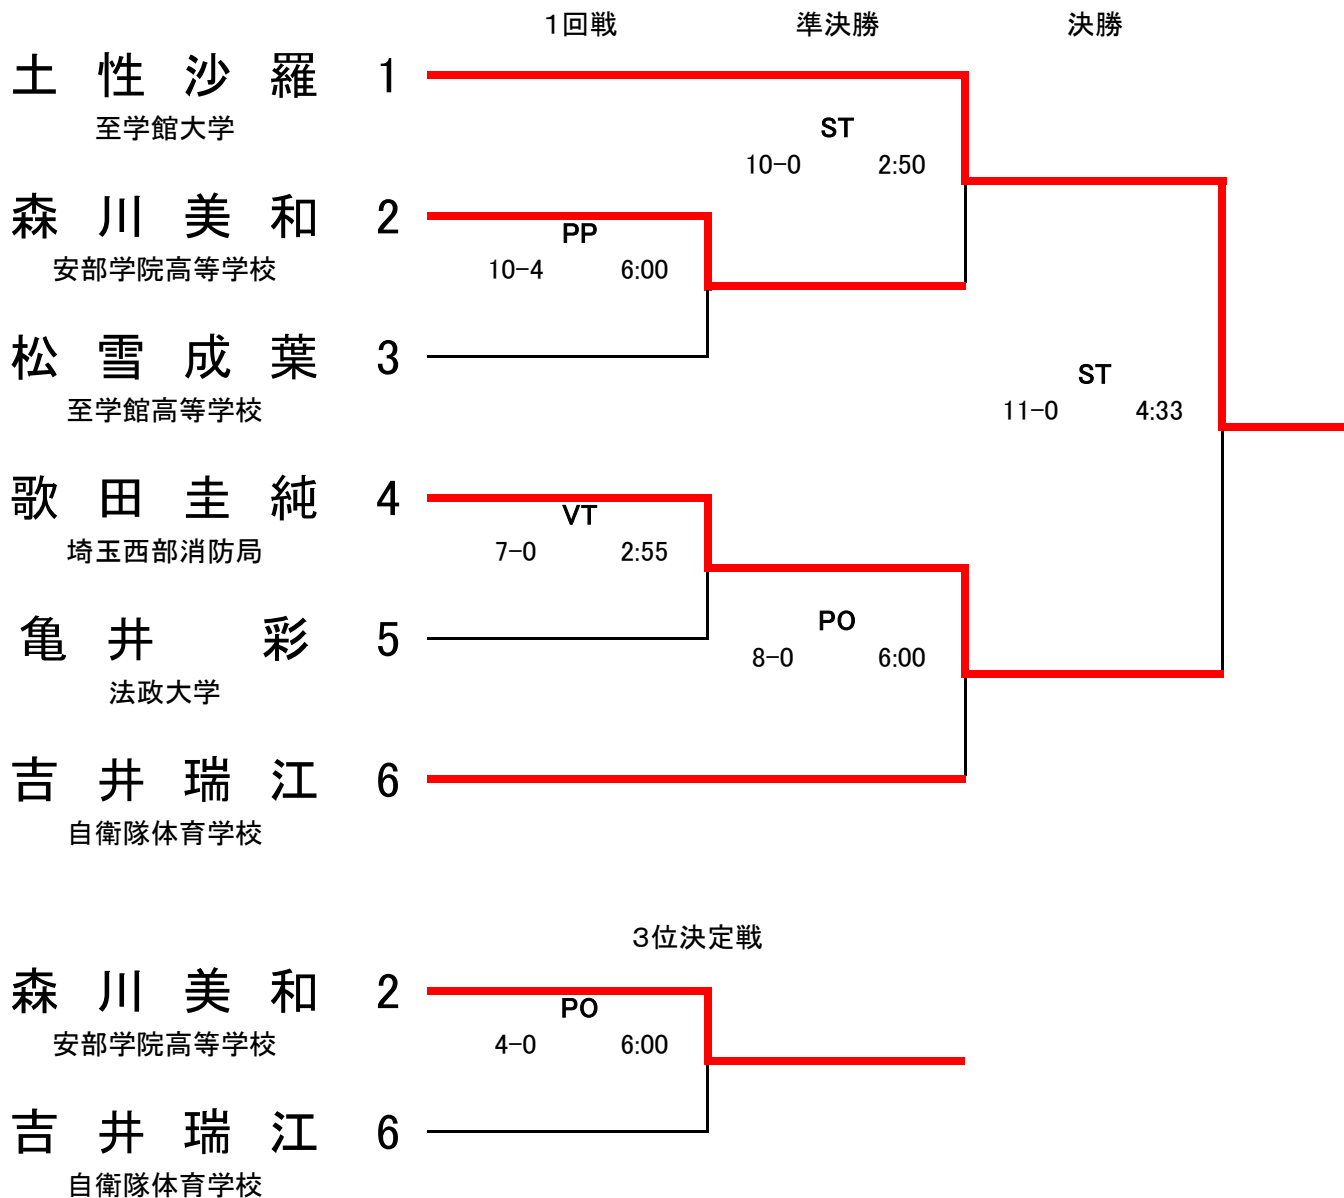 1回戦 準決勝 決勝
土性沙羅 1
至学館大学
ST
10-0 2:50
森川美和 2
PP
安部学院高等学校
10-4 6:00
松雪成葉 3
至学館高等学校
ST
11-0 4:33
歌田圭純 4
VT
埼玉西部消防局
7-0 2:55
亀井 彩 5
法政大学
PO
8-0 6:00
吉井瑞江 6
自衛隊体育学校
3位決定戦
森川美和 2
PO
安部学院高等学校
4-0 6:00
吉井瑞江 6
自衛隊体育学校